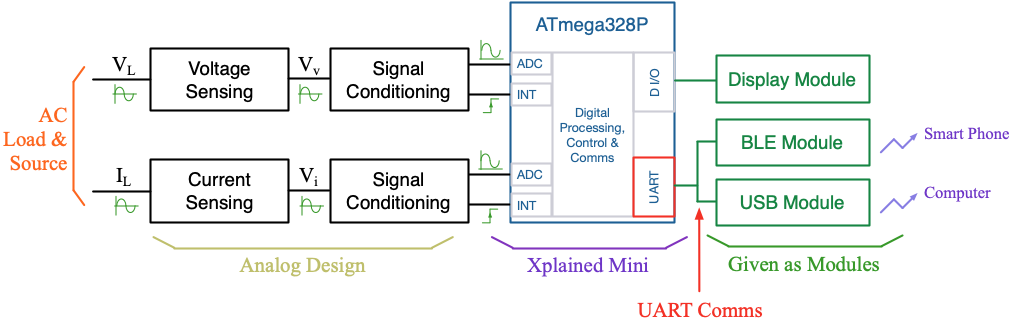 ATmega328P
AC
Load &
Source
V_L
Voltage
Sensing
V_v
Signal
Conditioning
ADC
INT
D I/O
Display Module
Digital
Processing,
Control &
Comms
BLE Module
Smart Phone
I_L
Current
Sensing
V_i
Signal
Conditioning
ADC
INT
UART
USB Module
Computer
Analog Design
Xplained Mini
Given as Modules
UART Comms